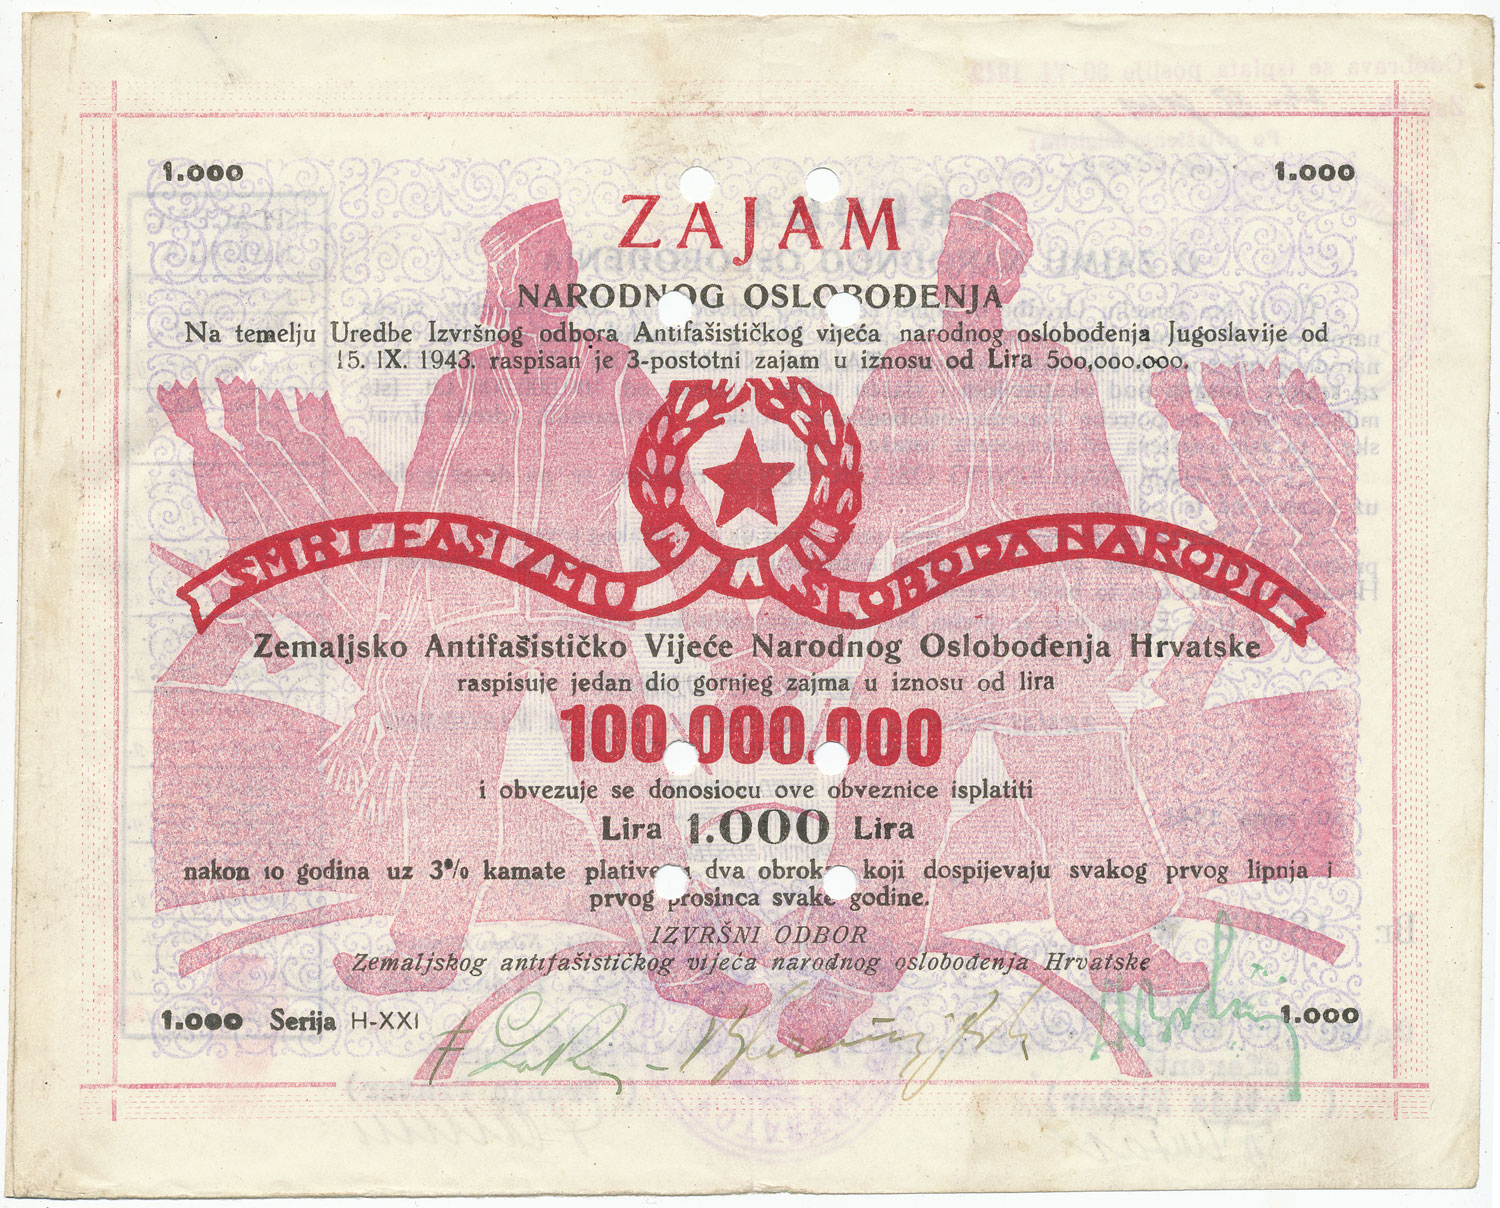 1.000 1.000
ZAJAM
NARODNOG OSLOBOĐENJA
Na temelju Uredbe Izvršnog odbora Antifašističkog vijeća narodnog oslobođenja Jugoslavije od
15. IX. 1943. raspisan je 3-postotni zajam u iznosu od Lira 500,000.000.
SMRT FAŠIZMU SLOBODA NARODU
Zemaljsko Antifašističko Vijeće Narodnog Oslobođenja Hrvatske
raspisuje jedan dio gornjeg zajma u iznosu od lira
100.000.000
i obvezuje se donosiocu ove obveznice isplatiti
Lira 1.000 Lira
nakon 10 godina uz 3% kamate plative u dva obroka koji dospijevaju svakog prvog lipnja i
prvog prosinca svake godine.
IZVRŠNI ODBOR
Zemaljskog antifašističkog vijeća narodnog oslobođenja Hrvatske
1.000 Serija H-XXI 1.000